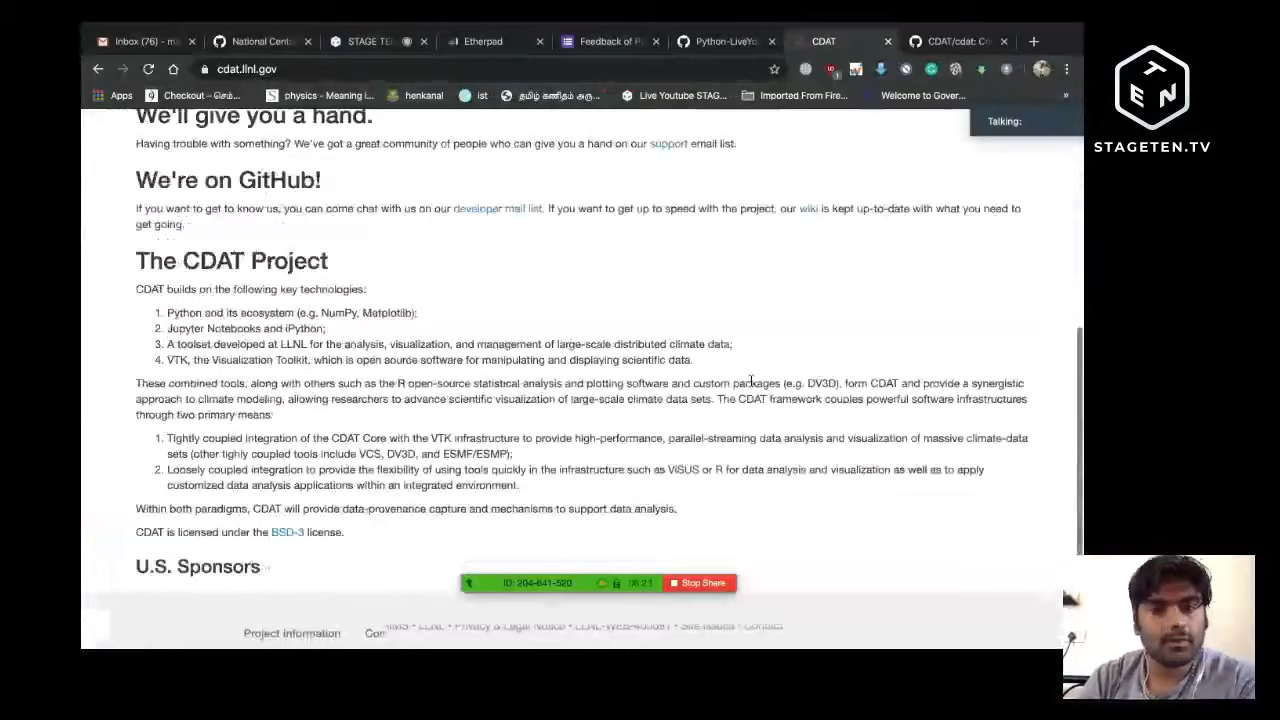 Inbox (76) - m
National Cent
STAGE TE
Etherpad
Feedback of P
Python-LiveYo
CDAT
CDAT/cdat: C
cdat.llnl.gov
Apps
Checkout – செம்...
physics - Meaning i...
henkanal
ist
தமிழ் கணிதம் அறு...
Live Youtube STAG...
Imported From Fire...
Welcome to Gover...
Talking:
TEN
STAGETEN.TV
We'll give you a hand.
Having trouble with something? We've got a great community of people who can give you a hand on our support email list.
We're on GitHub!
If you want to get to know us, you can come chat with us on our developer mail list. If you want to get up to speed with the project, our wiki is kept up-to-date with what you need to
get going.
The CDAT Project
CDAT builds on the following key technologies:
1. Python and its ecosystem (e.g. NumPy, Matplotlib);
2. Jupyter Notebooks and iPython;
3. A toolset developed at LLNL for the analysis, visualization, and management of large-scale distributed climate data;
4. VTK, the Visualization Toolkit, which is open source software for manipulating and displaying scientific data.
These combined tools, along with others such as the R open-source statistical analysis and plotting software and custom packages (e.g. DV3D), form CDAT and provide a synergistic
approach to climate modeling, allowing researchers to advance scientific visualization of large-scale climate data sets. The CDAT framework couples powerful software infrastructures
through two primary means:
1. Tightly coupled integration of the CDAT Core with the VTK infrastructure to provide high-performance, parallel-streaming data analysis and visualization of massive climate-data
sets (other tighly coupled tools include VCS, DV3D, and ESMF/ESMP);
2. Loosely coupled integration to provide the flexibility of using tools quickly in the infrastructure such as ViSUS or R for data analysis and visualization as well as to apply
customized data analysis applications within an integrated environment.
Within both paradigms, CDAT will provide data-provenance capture and mechanisms to support data analysis.
CDAT is licensed under the BSD-3 license.
U.S. Sponsors
ID: 204-641-520
06:21
Stop Share
Project Information
LLNL • Privacy & Legal Notice • Site Issues • Contact